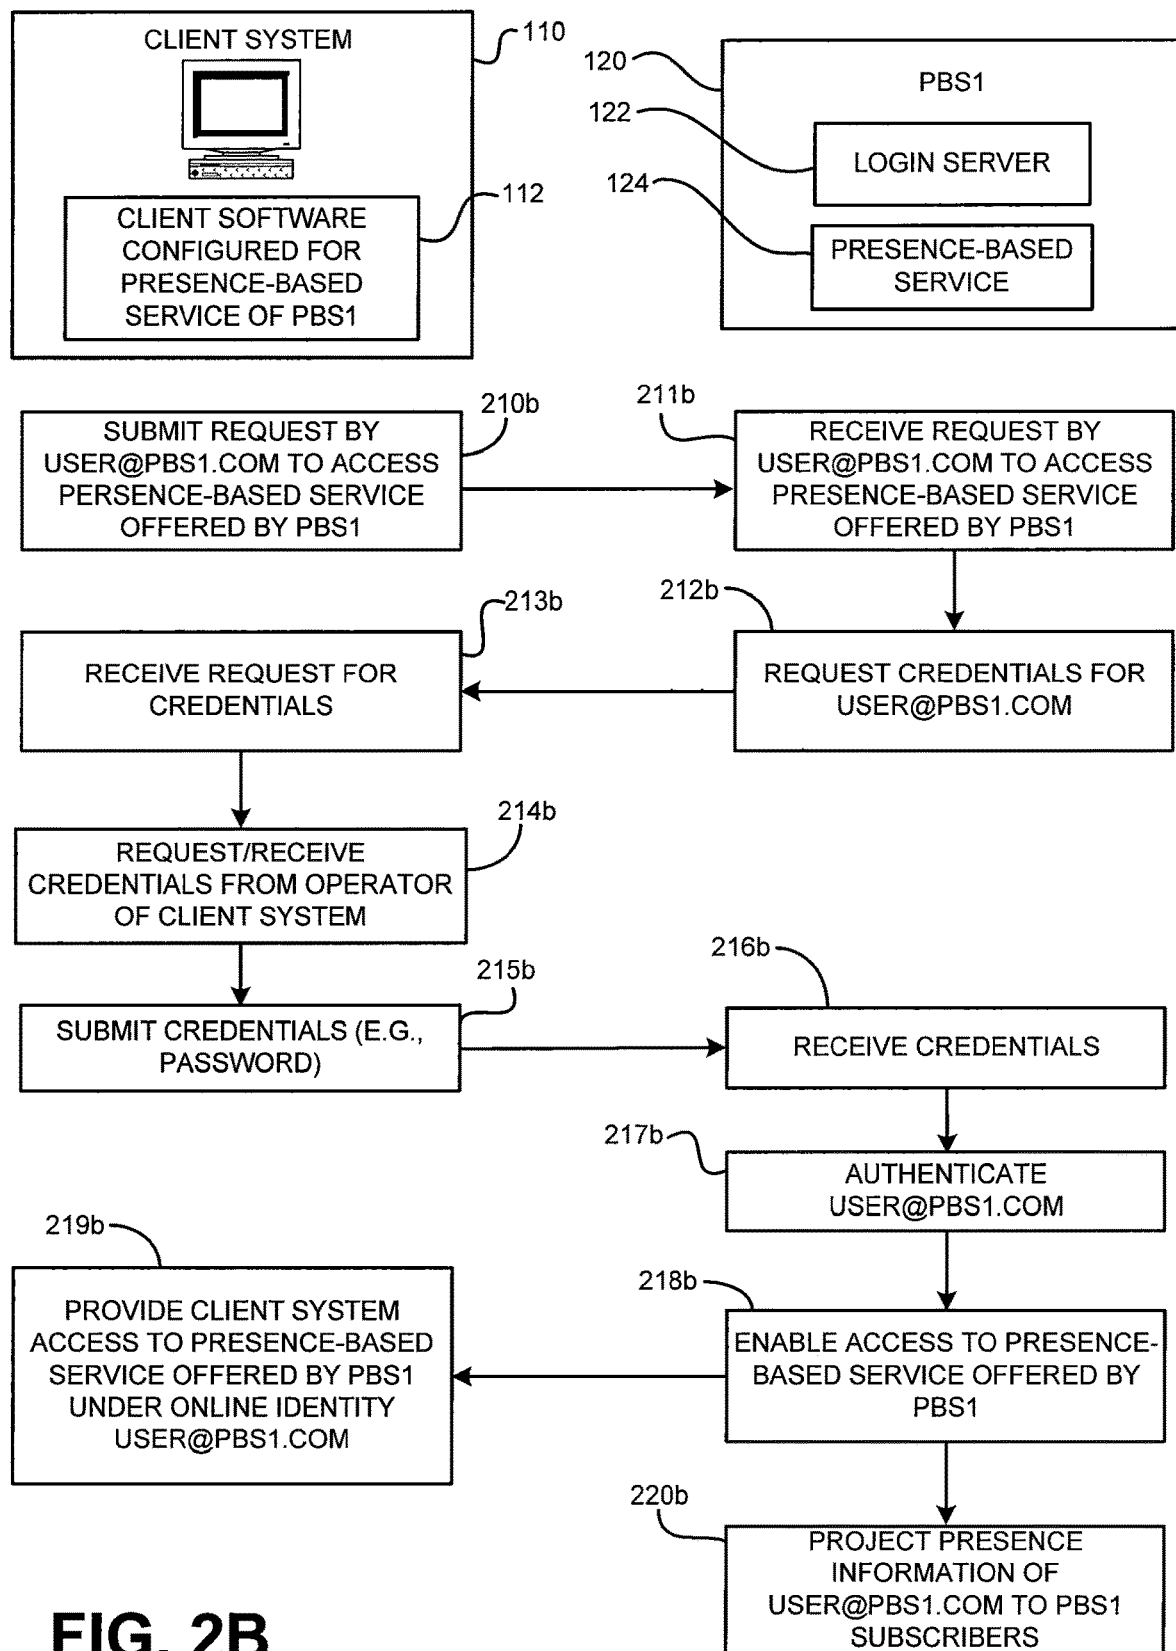 CLIENT SYSTEM
110
CLIENT SOFTWARE
CONFIGURED FOR
PRESENCE-BASED
SERVICE OF PBS1
112
120
PBS1
122
LOGIN SERVER
124
PRESENCE-BASED
SERVICE
210b
SUBMIT REQUEST BY
USER@PBS1.COM TO ACCESS
PERSENCE-BASED SERVICE
OFFERED BY PBS1
211b
RECEIVE REQUEST BY
USER@PBS1.COM TO ACCESS
PRESENCE-BASED SERVICE
OFFERED BY PBS1
212b
REQUEST CREDENTIALS FOR
USER@PBS1.COM
213b
RECEIVE REQUEST FOR
CREDENTIALS
214b
REQUEST/RECEIVE
CREDENTIALS FROM OPERATOR
OF CLIENT SYSTEM
215b
SUBMIT CREDENTIALS (E.G.,
PASSWORD)
216b
RECEIVE CREDENTIALS
217b
AUTHENTICATE
USER@PBS1.COM
218b
ENABLE ACCESS TO PRESENCE-
BASED SERVICE OFFERED BY
PBS1
219b
PROVIDE CLIENT SYSTEM
ACCESS TO PRESENCE-BASED
SERVICE OFFERED BY PBS1
UNDER ONLINE IDENTITY
USER@PBS1.COM
220b
PROJECT PRESENCE
INFORMATION OF
USER@PBS1.COM TO PBS1
SUBSCRIBERS
FIG. 2B